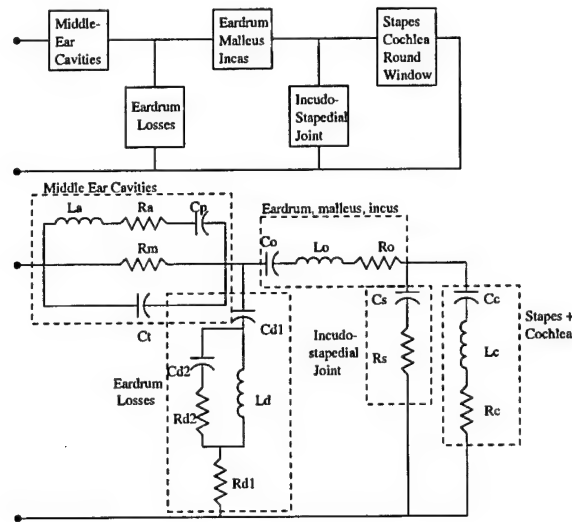 Middle-
Ear
Cavities
Eardrum
Malleus
Incas
Stapes
Cochlea
Round
Window
Eardrum
Losses
Incudo-
Stapedial
Joint
Middle Ear Cavities
La
Ra
Cp
Rm
Ct
Eardrum, malleus, incus
Co
Lo
Ro
Cd1
Cd2
Ld
Rd2
Eardrum
Losses
Rd1
Cs
Rs
Incudo-
stapedial
Joint
Cc
Lc
Rc
Stapes +
Cochlea